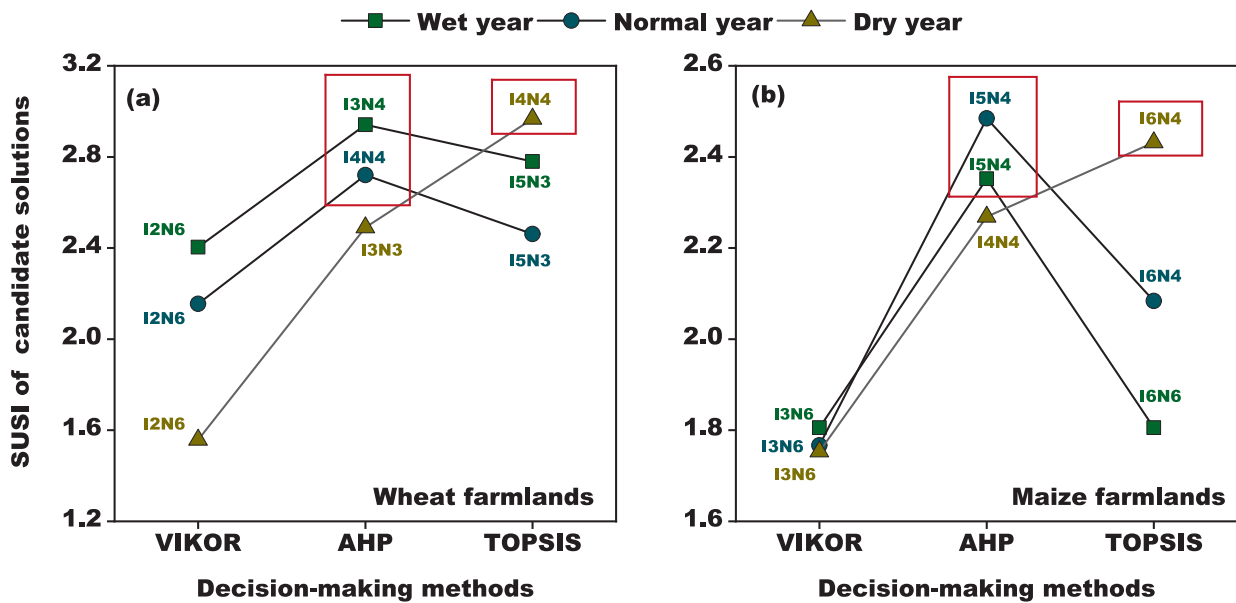 Wet year Normal year Dry year
SUSI of candidate solutions
3.2
2.8
2.4
2.0
1.6
1.2
(a)
I3N4
I4N4
I4N4
I5N3
I2N6
I3N3
I5N3
I2N6
I2N6
Wheat farmlands
VIKOR AHP TOPSIS
Decision-making methods
2.6
2.4
2.2
2.0
1.8
1.6
(b)
I5N4
I6N4
I5N4
I4N4
I6N4
I3N6
I6N6
I3N6
I3N6
Maize farmlands
VIKOR AHP TOPSIS
Decision-making methods